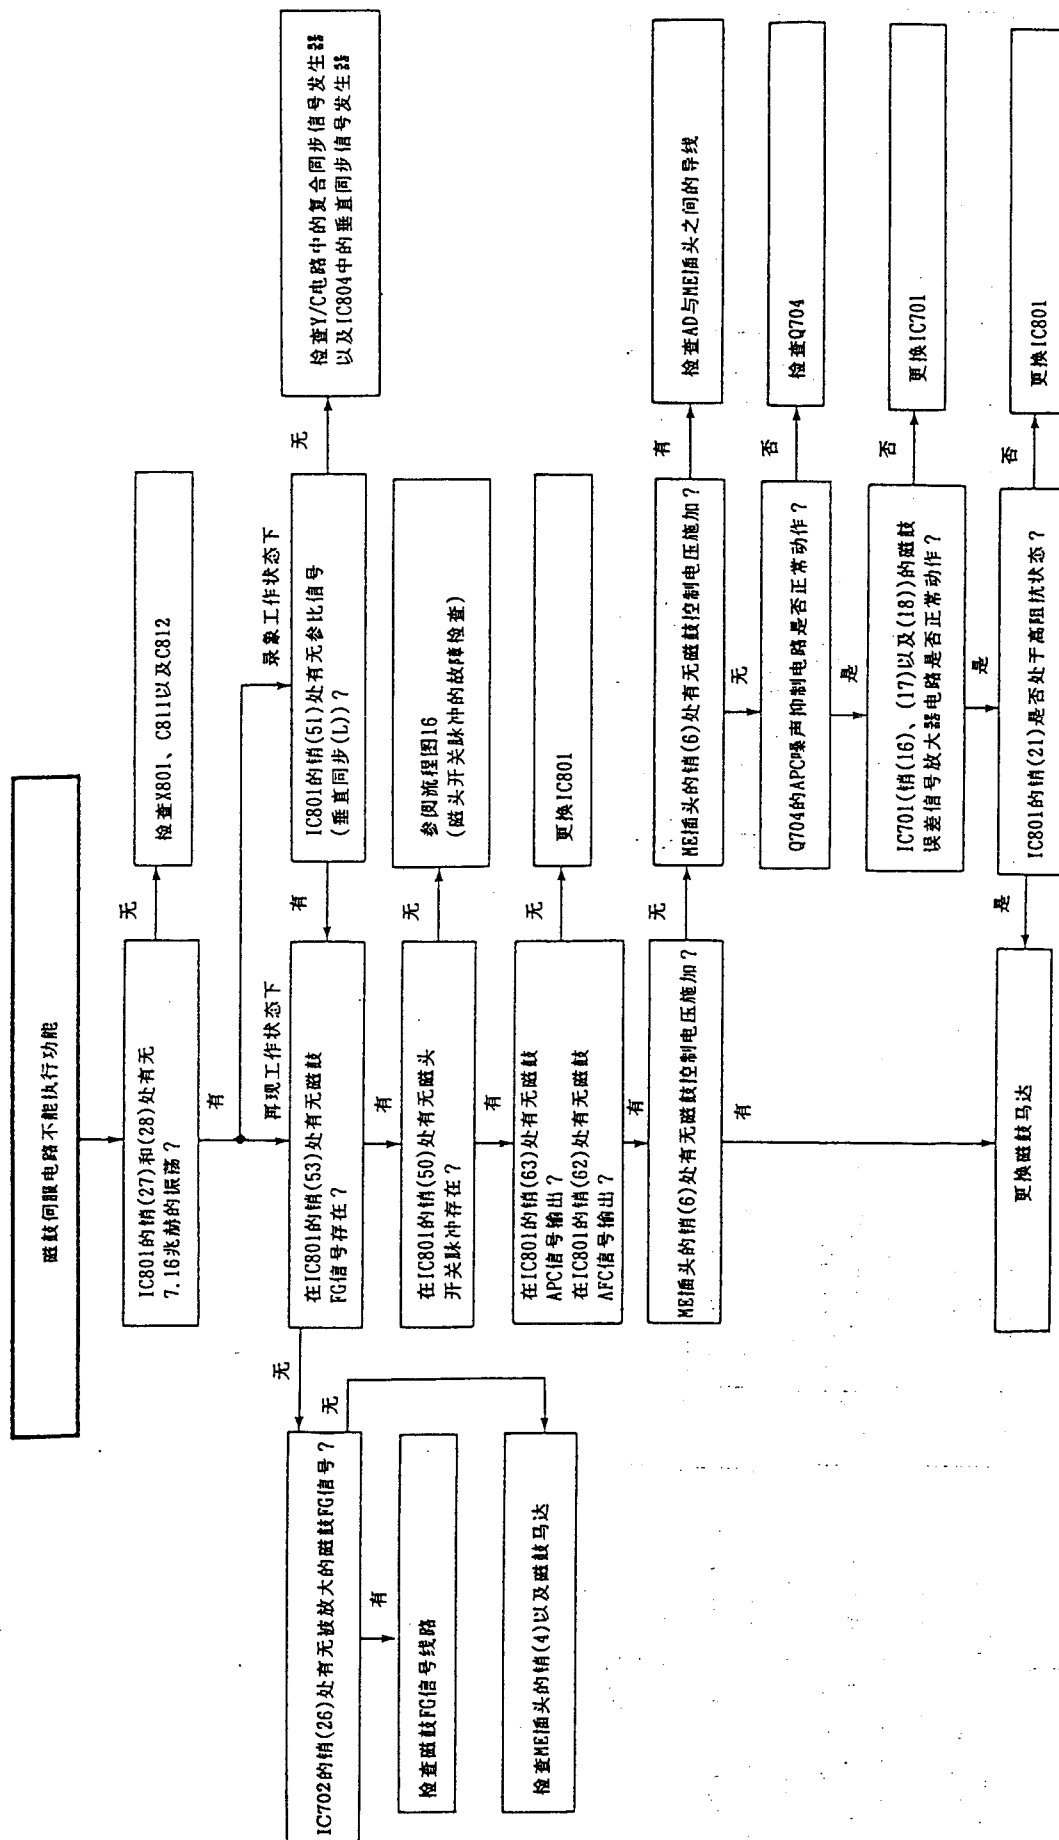 磁鼓伺服电路不能执行功能
IC801的销(27)和(28)处有无
7.16兆赫的振荡？
无
检查X801、C811以及C812
有
再现工作状态下
录象工作状态下
IC801的销(51)处有无参比信号
(垂直同步(L))？
无
检查Y/C电路中的复合同步信号发生器
以及IC804中的垂直同步信号发生器
有
在IC801的销(53)处有无磁鼓
FG信号存在？
无
IC702的销(26)处有无被放大的磁鼓FG信号？
有
检查磁鼓FG信号线路
无
检查ME插头的销(4)以及磁鼓马达
有
在IC801的销(50)处有无磁头
开关脉冲存在？
无
参阅流程图16
(磁头开关脉冲的故障检查)
有
在IC801的销(63)处有无磁鼓
APC信号输出？
在IC801的销(62)处有无磁鼓
AFC信号输出？
无
更换IC801
有
ME插头的销(6)处有无磁鼓控制电压施加？
无
ME插头的销(6)处有无磁鼓控制电压施加？
有
检查AD与ME插头之间的导线
无
Q704的APC噪声抑制电路是否正常动作？
否
检查Q704
是
IC701(销(16)、(17)以及(18))的磁鼓
误差信号放大器电路是否正常动作？
否
更换IC701
是
IC801的销(21)是否处于高阻抗状态？
否
更换IC801
是
有
更换磁鼓马达